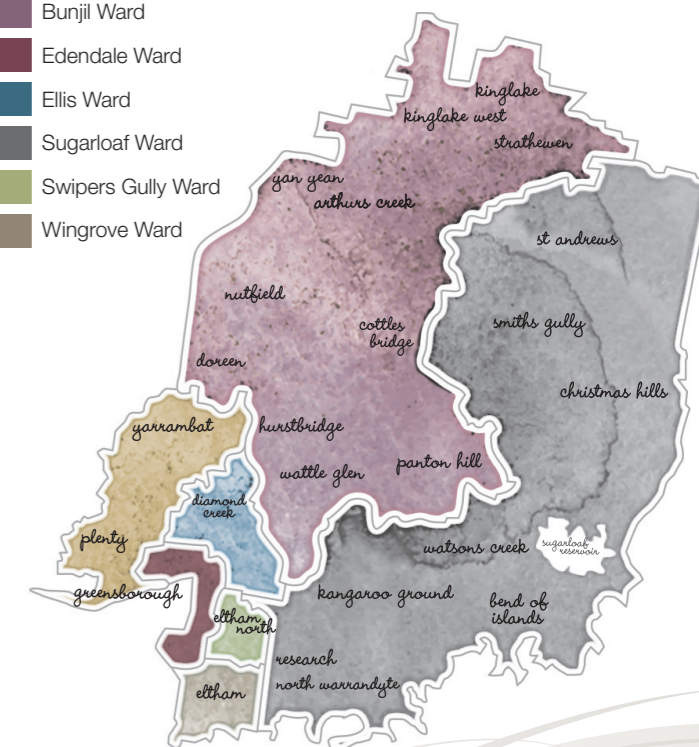 Bunjil Ward
Edendale Ward
Ellis Ward
Sugarloaf Ward
Swipers Gully Ward
Wingrove Ward
kinglake
kinglake west
strathewen
yan yean
arthurs creek
st andrews
nutfield
smiths gully
cottles
bridge
doreen
christmas hills
yarrambat
hurstbridge
wattle glen
panton hill
diamond
creek
plenty
watsons creek
sugarloaf
reservoir
greensborough
kangaroo ground
bend of
islands
eltham
north
research
north warrandyte
eltham